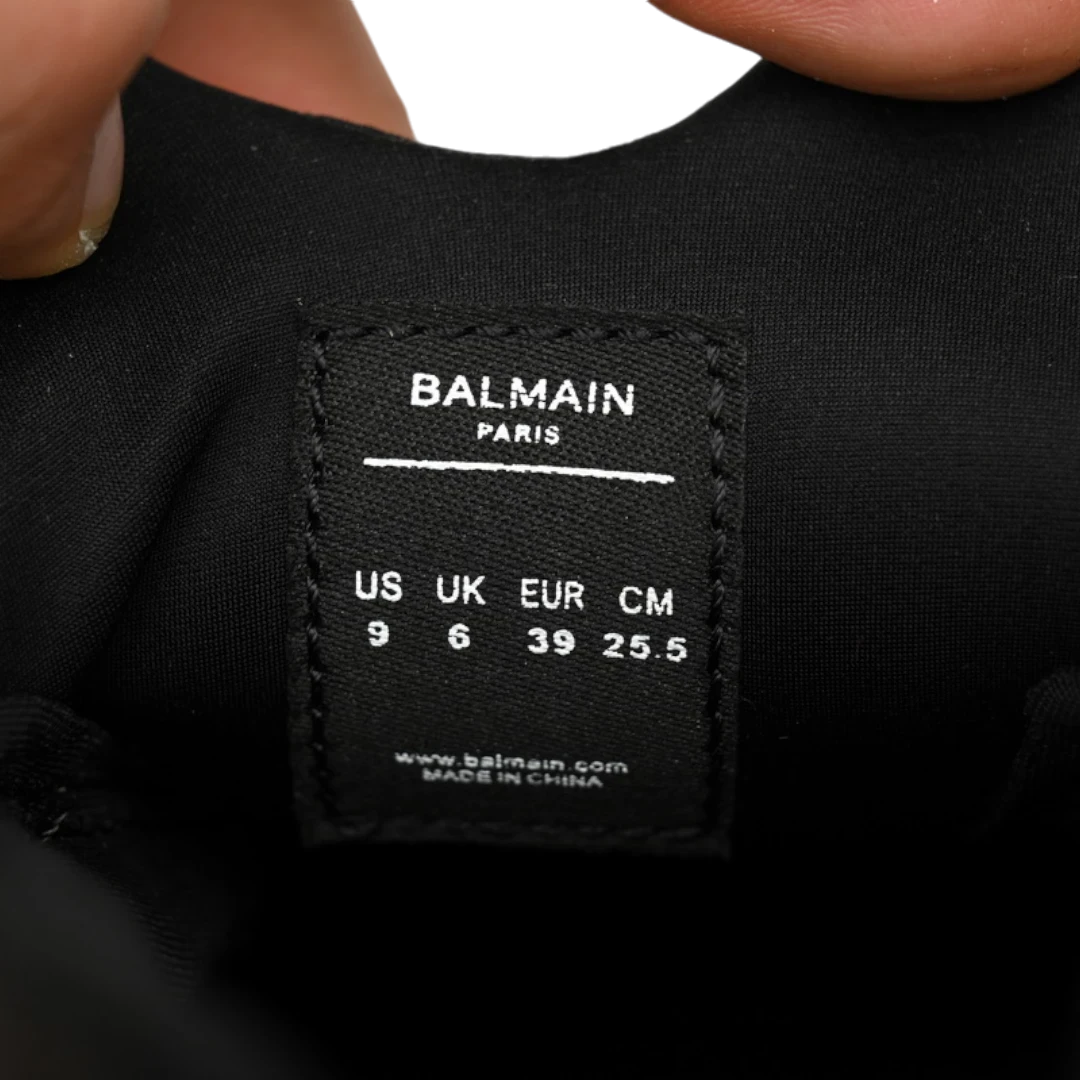 BALMAIN
PARIS
US UK EUR CM
9 6 39 25.5
www.balmain.com
MADE IN CHINA